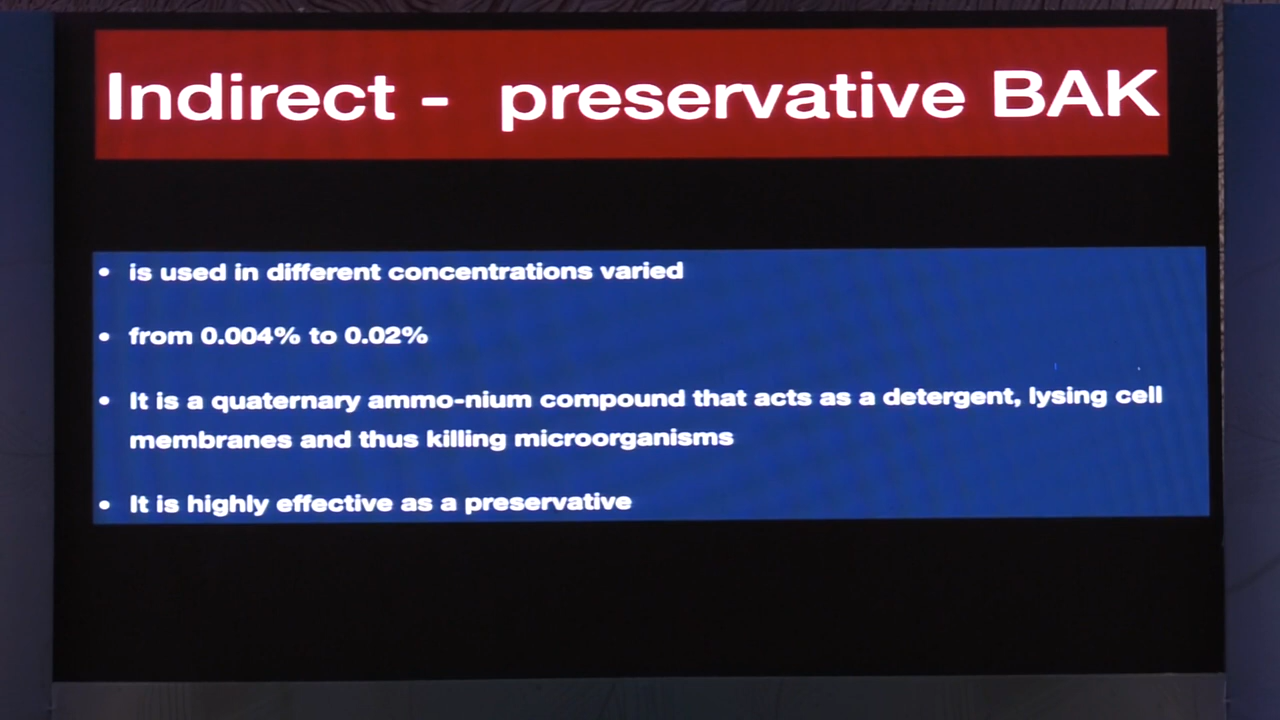 Indirect - preservative BAK
• is used in different concentrations varied
• from 0.004% to 0.02%
• It is a quaternary ammo-nium compound that acts as a detergent, lysing cell
membranes and thus killing microorganisms
• It is highly effective as a preservative